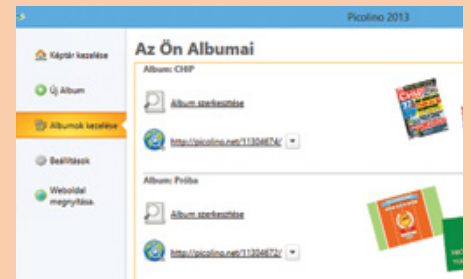 Picolino 2013
Képtár kezelése
Új Album
Albumok kezelése
Beállítások
Weboldal
megnyitása.
Az Ön Albumai
Album: CHIP
Album szerkesztése
http://picolino.net/11304674/
CHIP
Album: Próba
Album szerkesztése
http://picolino.net/11304672/